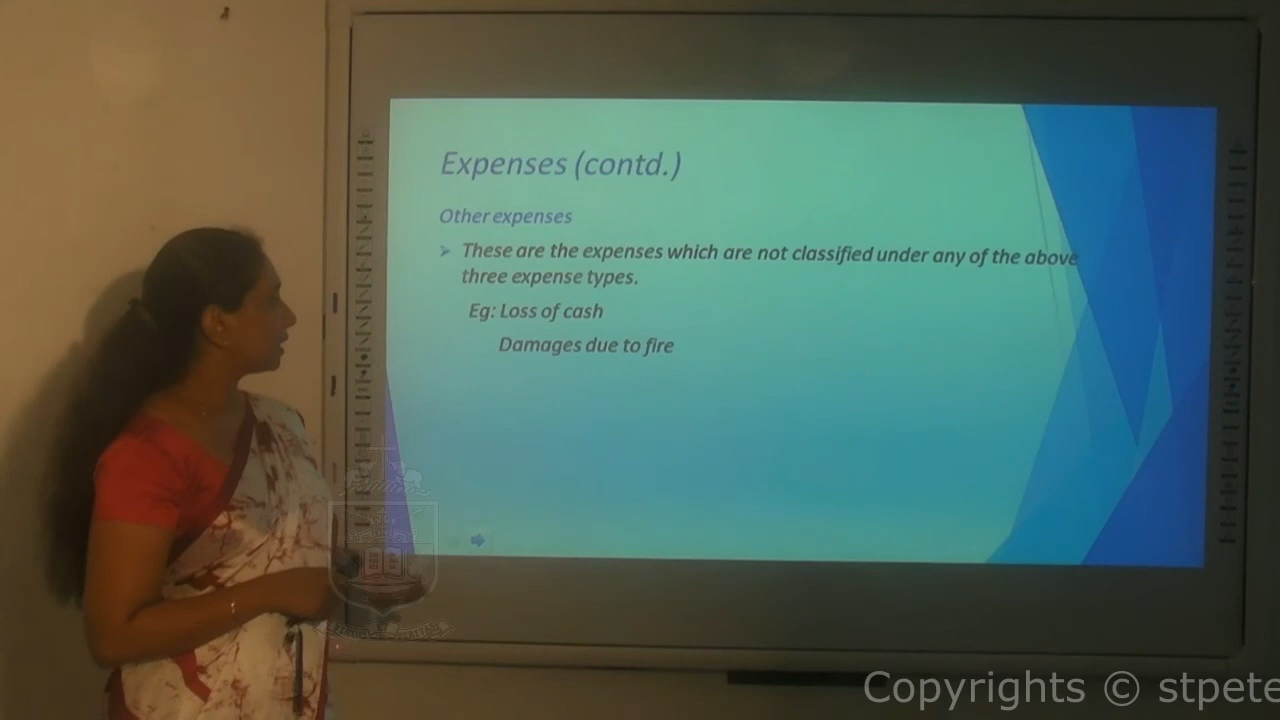 Expenses (contd.)
Other expenses
These are the expenses which are not classified under any of the above
three expense types.
Eg: Loss of cash
Damages due to fire
Copyrights © stpete